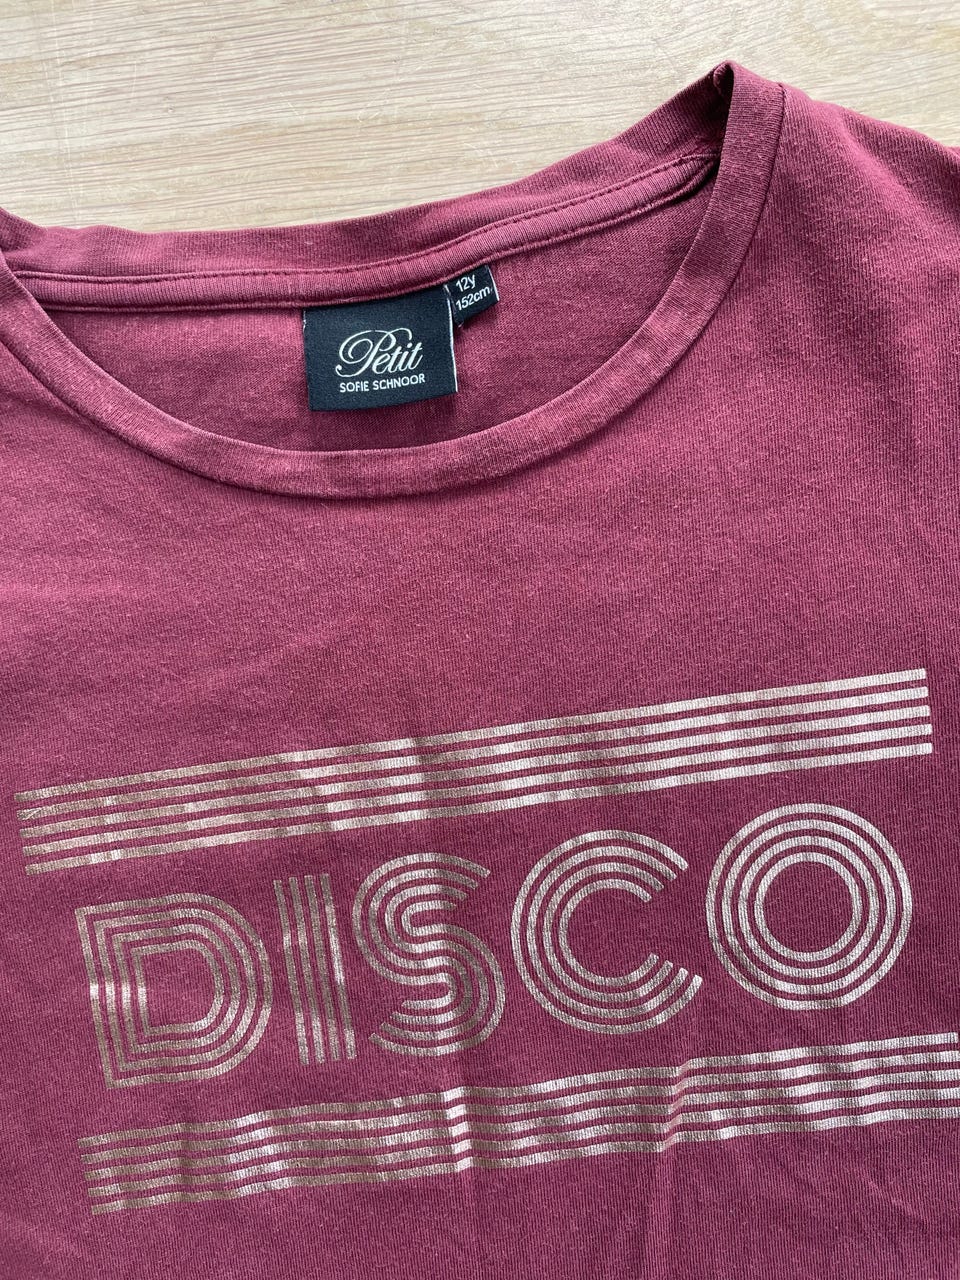 12y
152cm
Petit
SOFIE SCHNOOR
DISCO